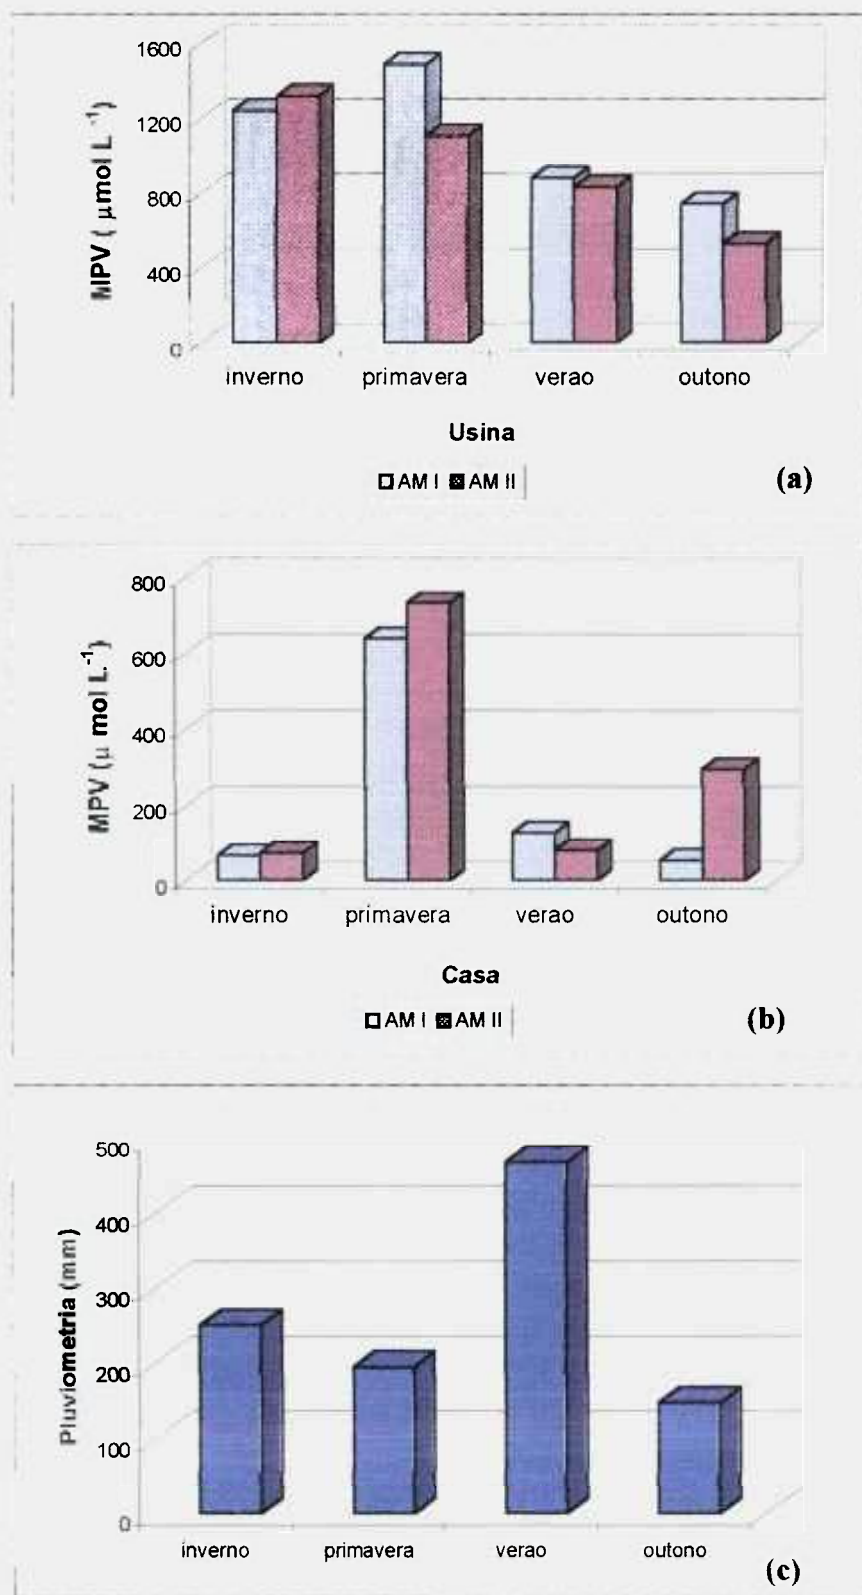 1600
1200
800
400
0
MPV ( µmol L -1)
inverno primavera verao outono
Usina
AM I AM II
(a)
800
600
400
200
0
MPV (µ mol L.-1)
inverno primavera verao outono
Casa
AM I AM II
(b)
500
400
300
200
100
0
Pluviometria (mm)
inverno primavera verao outono
(c)